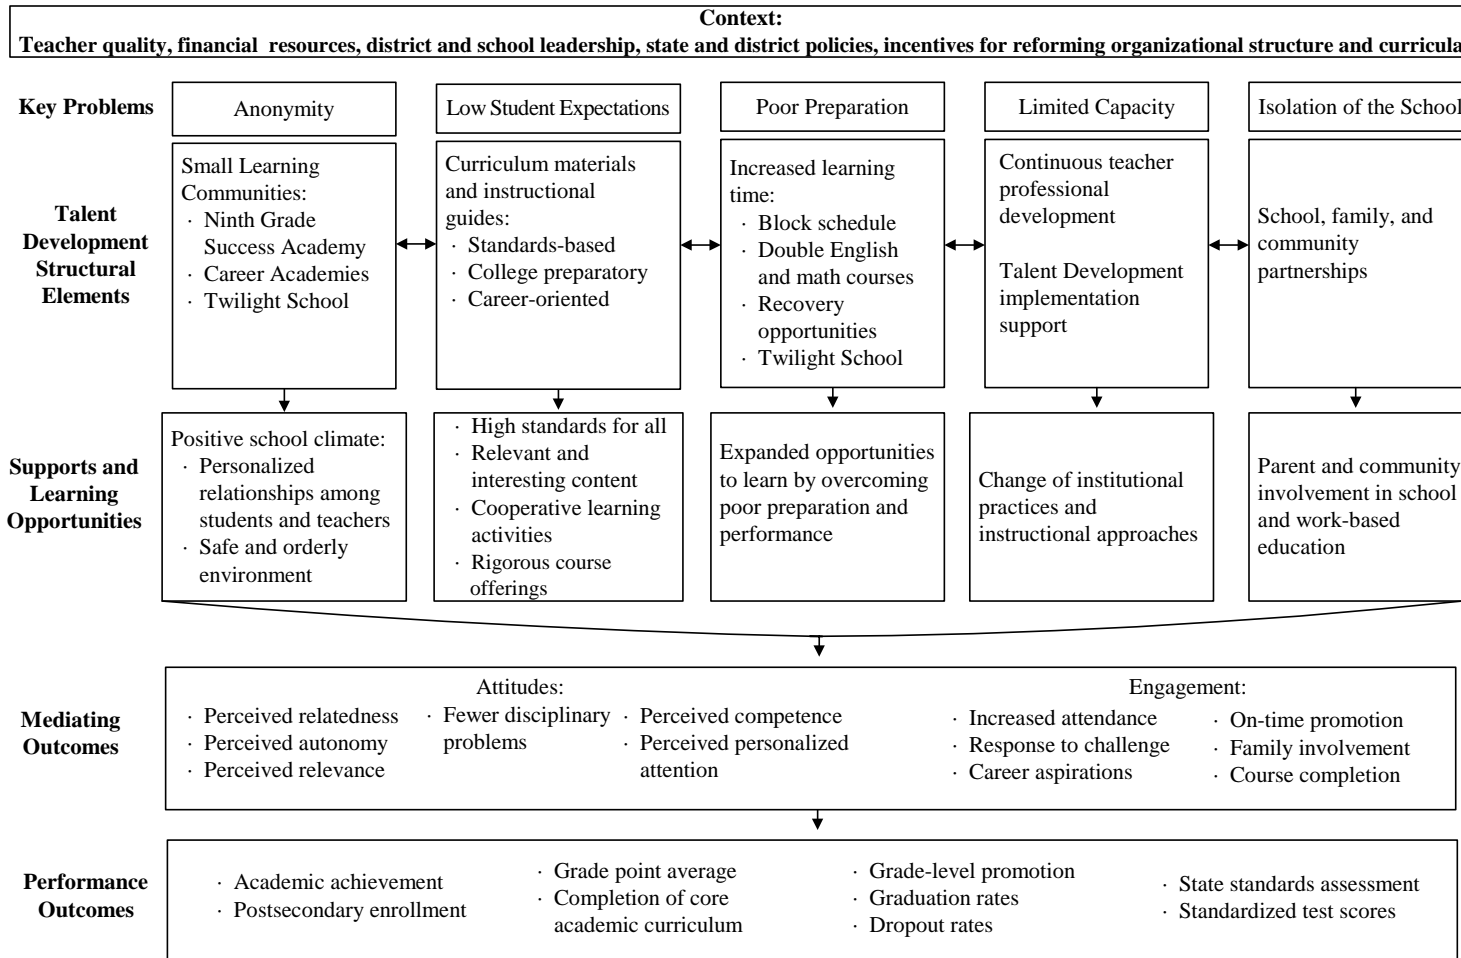 Context:
Teacher quality, financial resources, district and school leadership, state and district policies, incentives for reforming organizational structure and curricula
Key Problems
Anonymity
Low Student Expectations
Poor Preparation
Limited Capacity
Isolation of the School
Talent
Development
Structural
Elements
Small Learning
Communities:
· Ninth Grade
Success Academy
· Career Academies
· Twilight School
Curriculum materials
and instructional
guides:
· Standards-based
· College preparatory
· Career-oriented
Increased learning
time:
· Block schedule
· Double English
and math courses
· Recovery
opportunities
· Twilight School
Continuous teacher
professional
development
Talent Development
implementation
support
School, family, and
community
partnerships
Supports and
Learning
Opportunities
Positive school climate:
· Personalized
relationships among
students and teachers
· Safe and orderly
environment
· High standards for all
· Relevant and
interesting content
· Cooperative learning
activities
· Rigorous course
offerings
Expanded opportunities
to learn by overcoming
poor preparation and
performance
Change of institutional
practices and
instructional approaches
Parent and community
involvement in school
and work-based
education
Mediating
Outcomes
Attitudes:
· Perceived relatedness
· Perceived autonomy
· Perceived relevance
· Fewer disciplinary
problems
· Perceived competence
· Perceived personalized
attention
Engagement:
· Increased attendance
· Response to challenge
· Career aspirations
· On-time promotion
· Family involvement
· Course completion
Performance
Outcomes
· Academic achievement
· Postsecondary enrollment
· Grade point average
· Completion of core
academic curriculum
· Grade-level promotion
· Graduation rates
· Dropout rates
· State standards assessment
· Standardized test scores